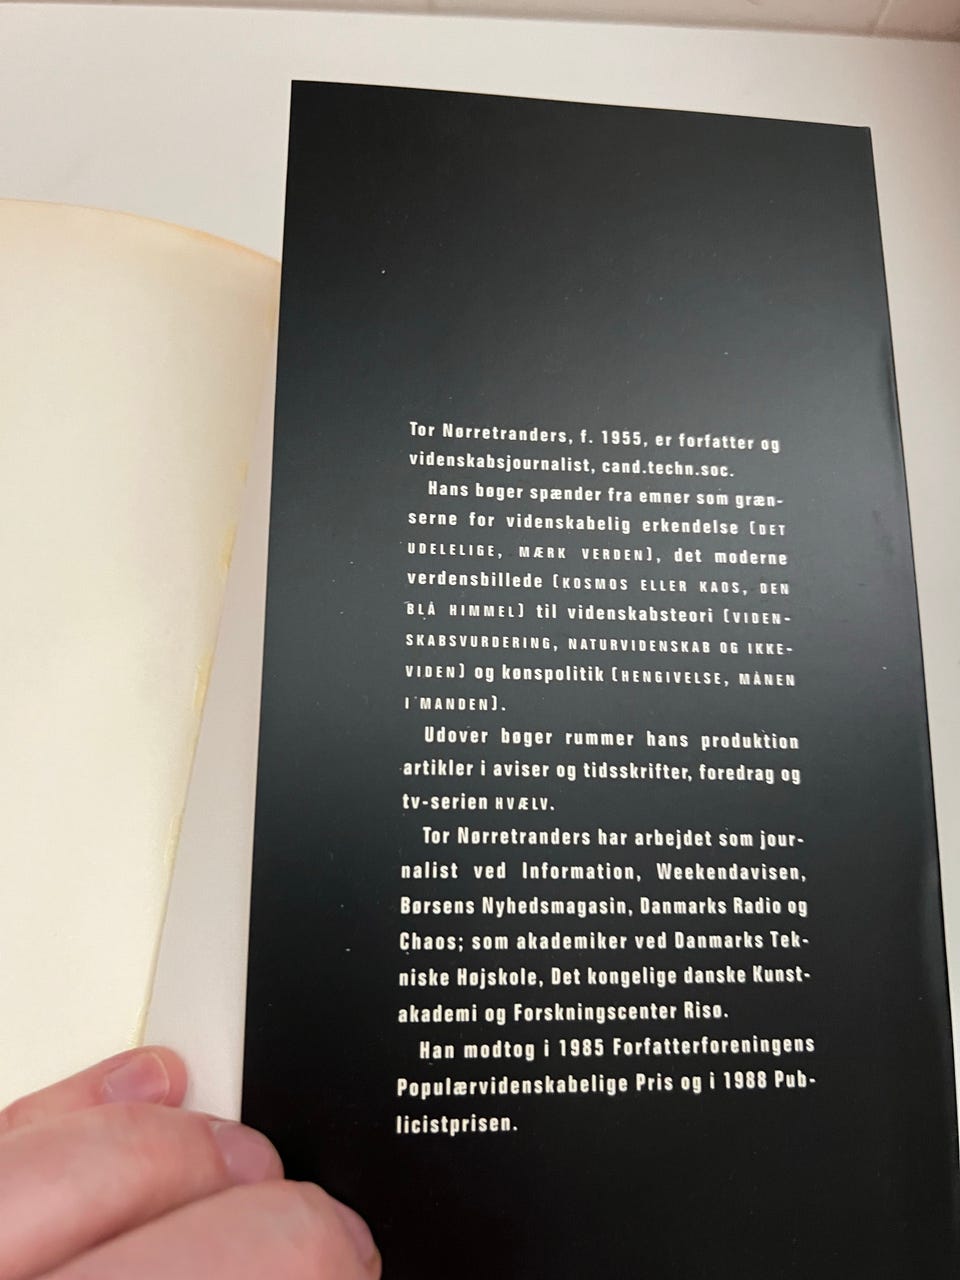 Tor Nørretranders, f. 1955, er forfatter og
videnskabsjournalist, cand.techn.soc.
Hans bøger spænder fra emner som græn-
serne for videnskabelig erkendelse (DET
UDELELIGE, MÆRK VERDEN), det moderne
verdensbillede (KOSMOS ELLER KAOS, DEN
BLÅ HIMMEL) til videnskabsteori (VIDEN-
SKABSVURDERING, NATURVIDENSKAB OG IKKE-
VIDEN) og kønspolitik (HENGIVELSE, MÅNEN
I MANDEN).
Udover bøger rummer hans produktion
artikler i aviser og tidsskrifter, foredrag og
tv-serien HVÆLV.
Tor Nørretranders har arbejdet som jour-
nalist ved Information, Weekendavisen,
Børsens Nyhedsmagasin, Danmarks Radio og
Chaos; som akademiker ved Danmarks Tek-
niske Højskole, Det kongelige danske Kunst-
akademi og Forskningscenter Risø.
Han modtog i 1985 Forfatterforeningens
Populærvidenskabelige Pris og i 1988 Pub-
licistprisen.